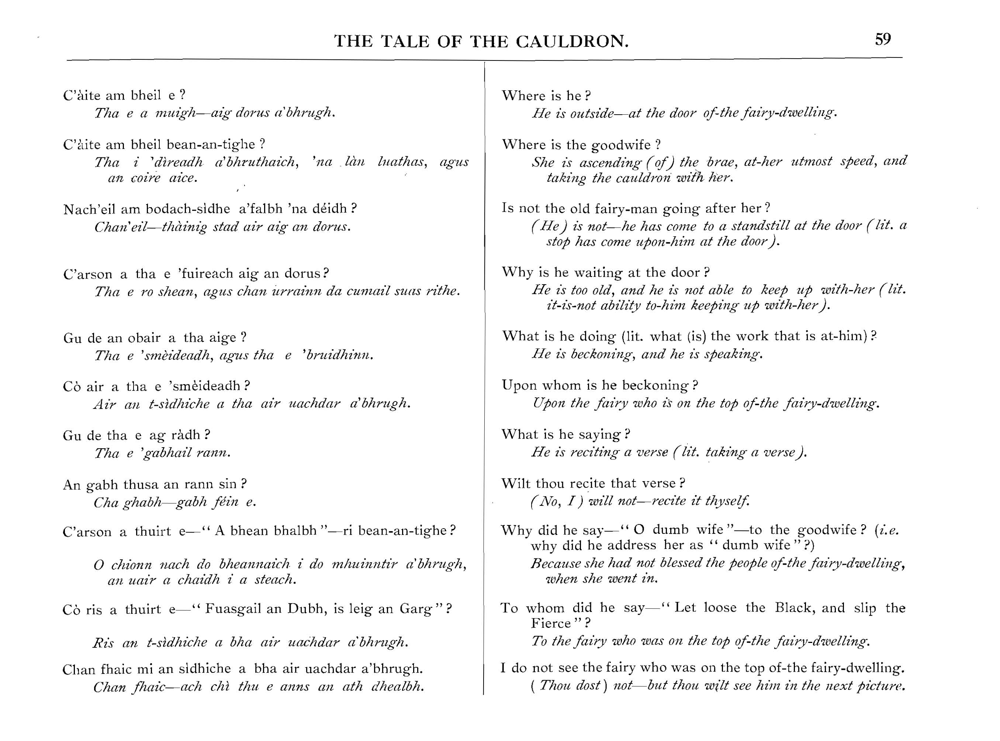 THE TALE OF THE CAULDRON.
59
C'àite am bheil e ?
Tha e a muigh—aig dorus a'bhrugh.
C'àite am bheil bean-an-tighe ?
Tha i 'dìreadh a'bhruthaich, 'na làn luathas, agus
an coire aice.
Nach'eil am bodach-sìdhe a'falbh 'na déidh ?
Chan'eil—thàinig stad air aig an dorus.
C'arson a tha e 'fuireach aig an dorus ?
Tha e ro shean, agus chan urrainn da cumail suas rithe.
Gu de an obair a tha aige ?
Tha e 'smèideadh, agus tha e 'bruidhinn.
Cò air a tha e 'smèideadh ?
Air an t-sìdhiche a tha air uachdar a'bhrugh.
Gu de tha e ag ràdh ?
Tha e 'gabhail rann.
An gabh thusa an rann sin ?
Cha ghabh—gabh féin e.
C'arson a thuirt e—“ A bhean bhalbh ”—ri bean-an-tighe ?
O chionn nach do bheannaich i do mhuinntir a'bhrugh,
an uair a chaidh i a steach.
Cò ris a thuirt e—“ Fuasgail an Dubh, is leig an Garg ” ?
Ris an t-sìdhiche a bha air uachdar a'bhrugh.
Chan fhaic mi an sìdhiche a bha air uachdar a'bhrugh.
Chan fhaic—ach chì thu e anns an ath dhealbh.
Where is he ?
He is outside—at the door of-the fairy-dwelling.
Where is the goodwife ?
She is ascending (of) the brae, at-her utmost speed, and
taking the cauldron with her.
Is not the old fairy-man going after her ?
(He) is not—he has come to a standstill at the door (lit. a
stop has come upon-him at the door).
Why is he waiting at the door ?
He is too old, and he is not able to keep up with-her (lit.
it-is-not ability to-him keeping up with-her).
What is he doing (lit. what (is) the work that is at-him) ?
He is beckoning, and he is speaking.
Upon whom is he beckoning ?
Upon the fairy who is on the top of-the fairy-dwelling.
What is he saying ?
He is reciting a verse (lit. taking a verse).
Wilt thou recite that verse ?
(No, I) will not—recite it thyself.
Why did he say—“ O dumb wife ”—to the goodwife ? (i.e.
why did he address her as “ dumb wife ” ?)
Because she had not blessed the people of-the fairy-dwelling,
when she went in.
To whom did he say—“ Let loose the Black, and slip the
Fierce ” ?
To the fairy who was on the top of-the fairy-dwelling.
I do not see the fairy who was on the top of-the fairy-dwelling.
(Thou dost) not—but thou wilt see him in the next picture.